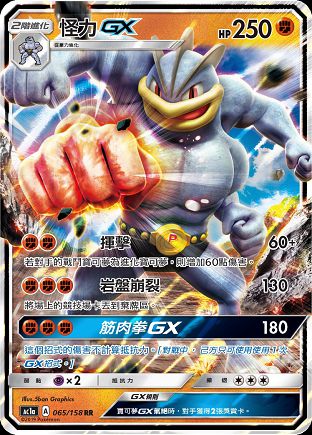 2階進化
怪力GX
HP250
從豪力進化
P
揮擊 60+
若對手的戰鬥寶可夢為進化寶可夢,則增加60點傷害。
岩盤崩裂 130
將場上的競技場卡丟到棄牌區。
筋肉拳GX 180
這個招式的傷害不計算抵抗力。[對戰中,己方只可使用使用1次
GX招式。]
弱點 ×2 抵抗力 撤退
Illus.5ban Graphics
GX規則
AC1a A 065/158 RR
寶可夢GX氣絕時,對手獲得2張獎賞卡。